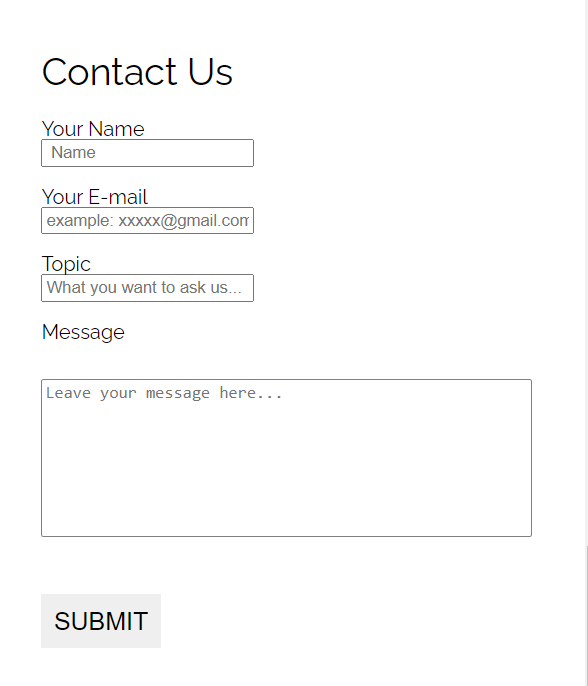 Contact Us
Your Name
Name
Your E-mail
example: xxxxx@gmail.com
Topic
What you want to ask us...
Message
Leave your message here...
SUBMIT